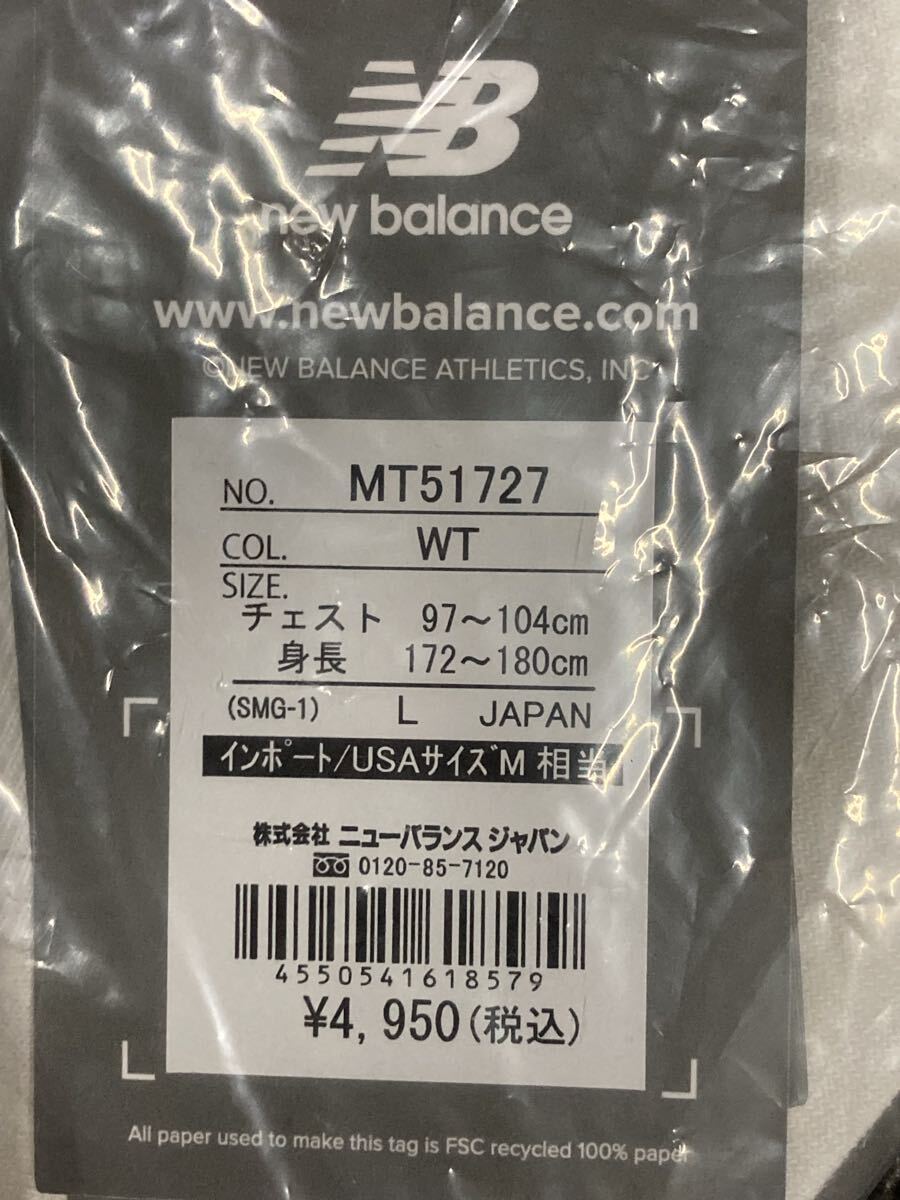 NB
new balance
www.newbalance.com
©NEW BALANCE ATHLETICS, INC
NO. MT51727
COL. WT
SIZE.
チェスト 97～104cm
身長 172～180cm
(SMG-1) L JAPAN
インポート/USAサイズM 相当
株式会社 ニューバランス ジャパン
0120-85-7120
4550541618579
¥4,950(税込)
All paper used to make this tag is FSC recycled 100% paper